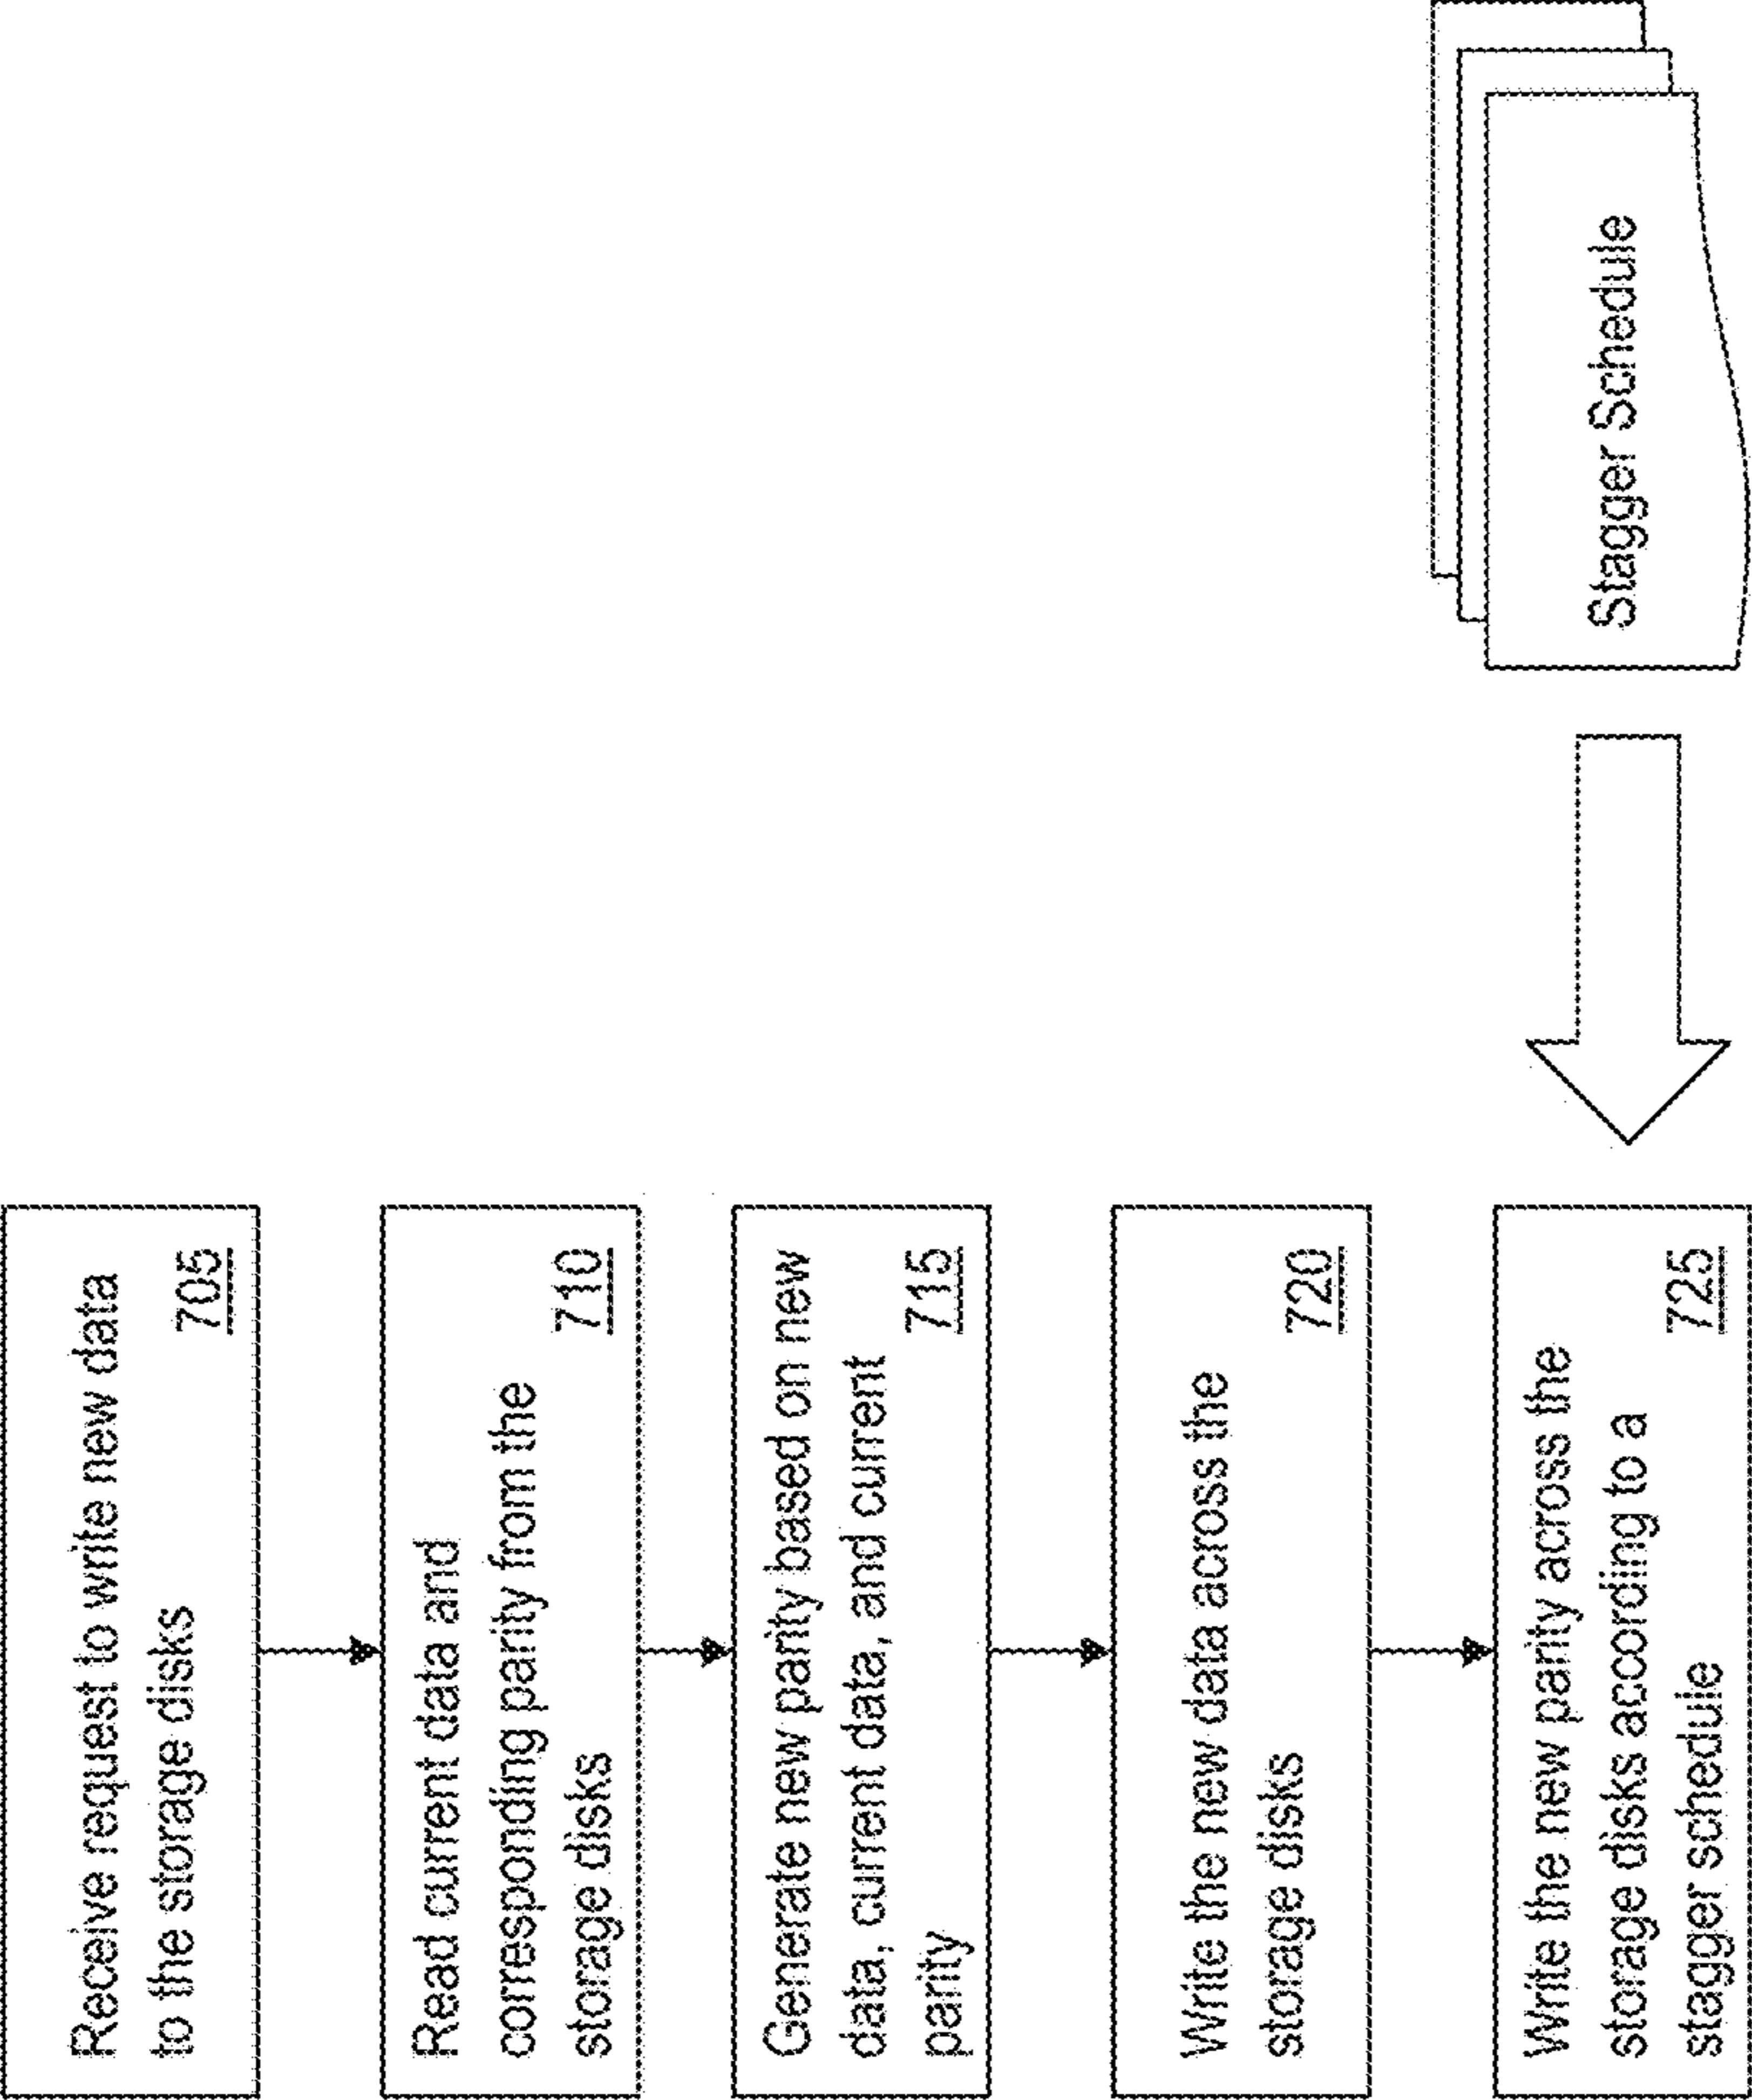 Receive request to write new data
to the storage disks
705
Read current data and
corresponding parity from the
storage disks
710
Generate new parity based on new
data, current data, and current
parity
715
Write the new data across the
storage disks
720
Write the new parity across the
storage disks according to a
stagger schedule
725
Stagger Schedule